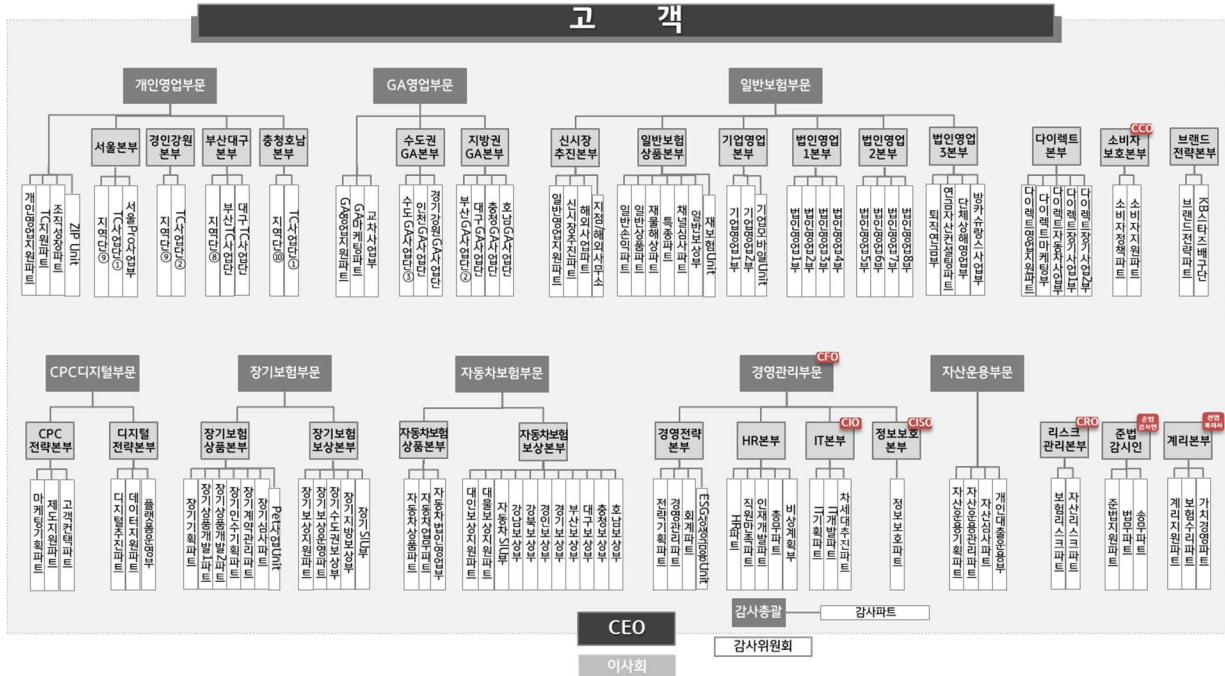 고 객
개인영업부문
GA영업부문
일반보험부문
서울본부
경인강원
본부
부산대구
본부
충청호남
본부
수도권
GA본부
지방권
GA본부
신시장
추진본부
일반보험
상품본부
기업영업
본부
법인영업
1본부
법인영업
2본부
법인영업
3본부
다이렉트
본부
CCO
소비자
보호본부
브랜드
전략본부
개인영업지원파트
TC지원파트
조직성장파트
ZIP Unit
지역단⑨
TC사업단①
서울Pro사업부
지역단⑨
TC사업단②
지역단⑧
부산TC사업단
대구TC사업단
지역단⑩
TC사업단①
GA영업지원파트
GA마케팅파트
교차사업부
수도GA사업단③
인천GA사업단
경기강원GA사업단
부산GA사업단②
대구GA사업단
충청GA사업단
호남GA사업단
일반영업지원파트
신시장추진파트
해외사업파트
지점/해외사무소
일반손익파트
일반상품파트
재물해상파트
특종파트
채널심사파트
일반보상부
재보험Unit
기업영업1부
기업영업2부
기업모바일Unit
법인영업1부
법인영업2부
법인영업3부
법인영업4부
법인영업5부
법인영업6부
법인영업7부
법인영업8부
퇴직연금부
연금자산컨설팅파트
단체상해영업부
방카슈랑스사업부
다이렉트영업지원파트
다이렉트마케팅부
다이렉트자동차사업부
다이렉트장기사업1부
다이렉트장기사업2부
소비자정책파트
소비자지원파트
브랜드전략파트
KB스타즈배구단
CPC디지털부문
장기보험부문
자동차보험부문
경영관리부문
CFO
자산운용부문
CPC
전략본부
디지털
전략본부
장기보험
상품본부
장기보험
보상본부
자동차보험
상품본부
자동차보험
보상본부
경영전략
본부
HR본부
IT본부
CIO
정보보호
본부
CISO
리스크
관리본부
CRO
준법
감시인
준법
감시인
계리본부
선임
계리사
마케팅기획파트
제도지원파트
고객컨택파트
디지털추진파트
데이터지원파트
플랫폼운영부
장기기획파트
장기상품개발1파트
장기상품개발2파트
장기인수기획파트
장기계약관리파트
장기심사파트
Pet사업Unit
장기보상지원파트
장기보상운영파트
장기수도권보상부
장기지방보상부
장기SIU부
자동차상품파트
자동차업무파트
자동차법인영업부
대인보상지원파트
대물보상지원파트
자동차SIU부
강남보상부
강북보상부
경인보상부
경기보상부
부산보상부
대구보상부
충청보상부
호남보상부
전략기획파트
경영관리파트
회계파트
ESG상생금융Unit
HR파트
직원만족파트
인재개발파트
총무파트
비상계획부
IT기획파트
IT개발파트
차세대추진파트
정보보호파트
자산운용기획파트
자산운용관리파트
자산심사파트
개인대출운용부
보험리스크파트
자산리스크파트
준법지원파트
법무파트
송무파트
계리지원파트
보험수리파트
가치경영파트
감사총괄
감사파트
CEO
감사위원회
이사회